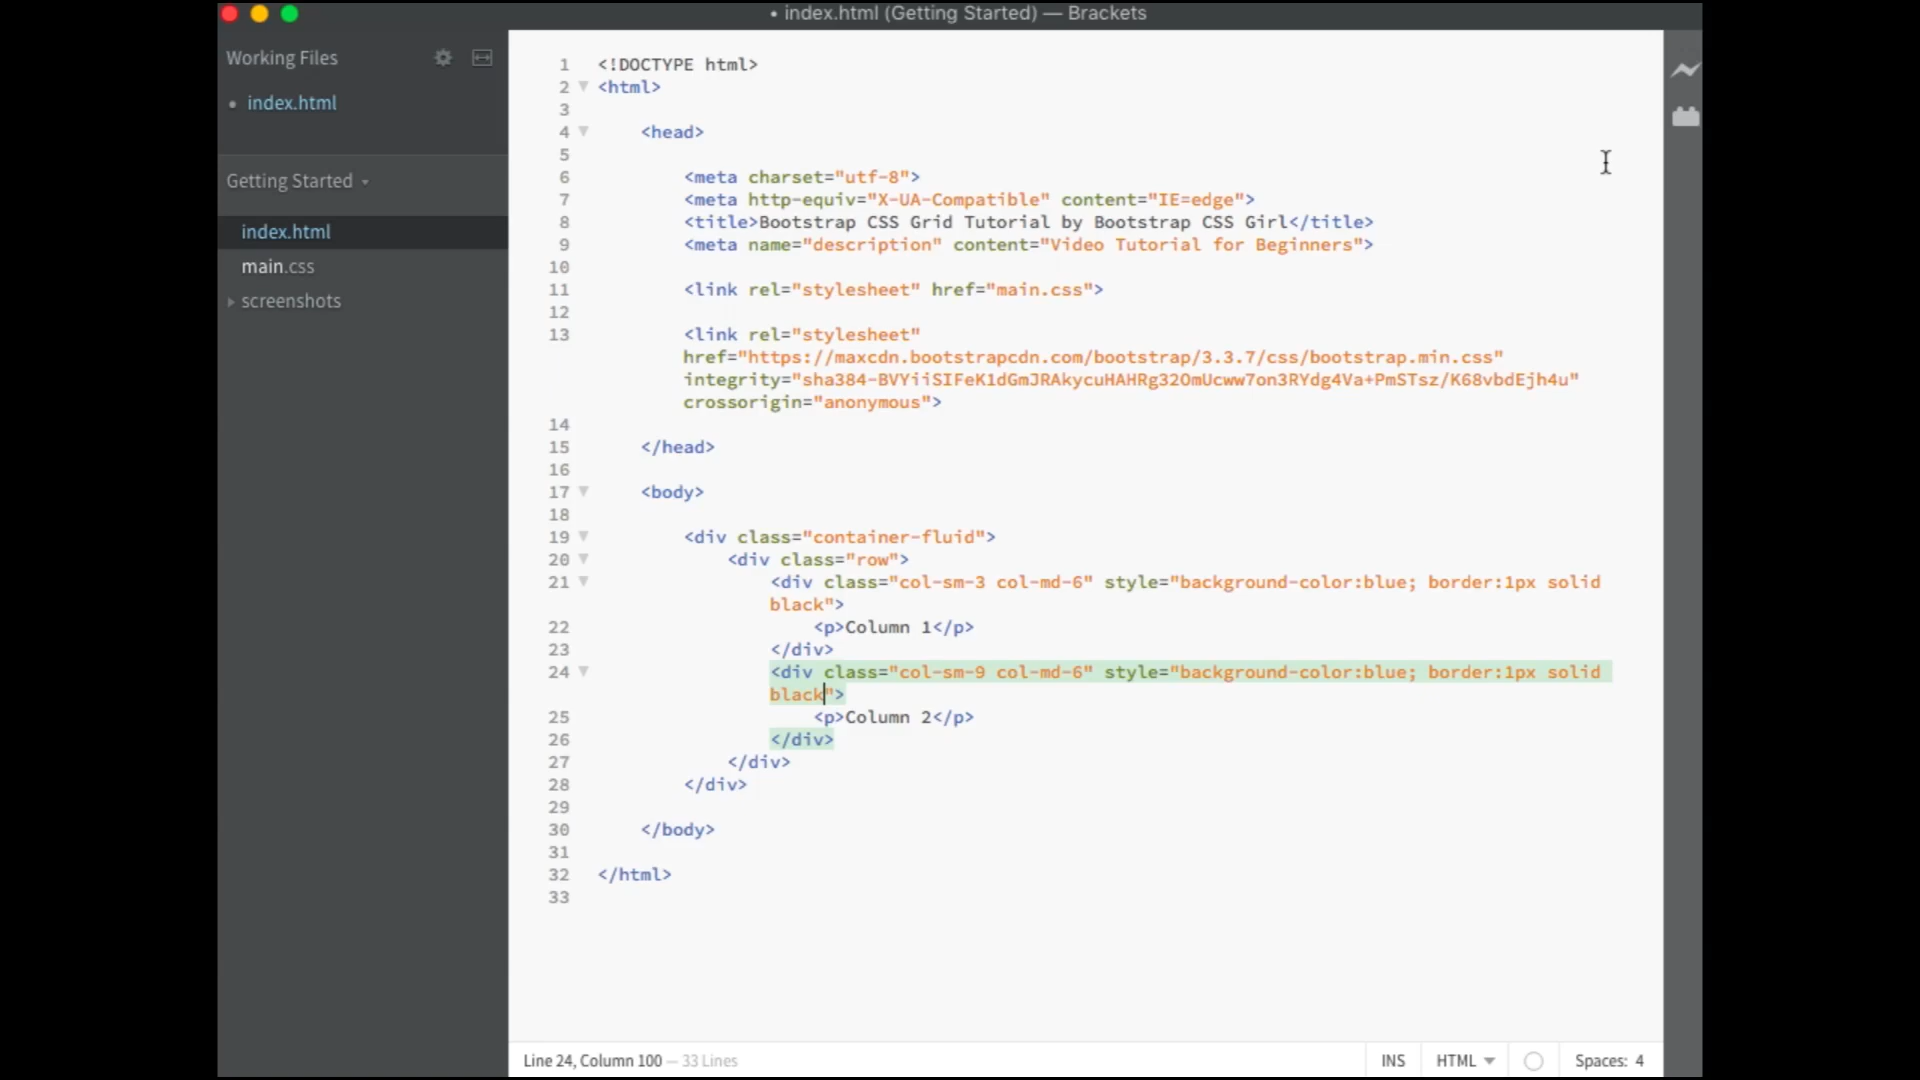 • index.html (Getting Started) — Brackets
Working Files
• index.html
Getting Started
index.html
main.css
screenshots
1 <!DOCTYPE html>
2 <html>
3
4 <head>
5
6 <meta charset="utf-8">
7 <meta http-equiv="X-UA-Compatible" content="IE=edge">
8 <title>Bootstrap CSS Grid Tutorial by Bootstrap CSS Girl</title>
9 <meta name="description" content="Video Tutorial for Beginners">
10
11 <link rel="stylesheet" href="main.css">
12
13 <link rel="stylesheet"
href="https://maxcdn.bootstrapcdn.com/bootstrap/3.3.7/css/bootstrap.min.css"
integrity="sha384-BVYiiSIFeK1dGmJRAkycuHAHRg32OmUcww7on3RYdg4Va+PmSTsz/K68vbdEjh4u"
crossorigin="anonymous">
14
15 </head>
16
17 <body>
18
19 <div class="container-fluid">
20 <div class="row">
21 <div class="col-sm-3 col-md-6" style="background-color:blue; border:1px solid
black">
22 <p>Column 1</p>
23 </div>
24 <div class="col-sm-9 col-md-6" style="background-color:blue; border:1px solid
black">
25 <p>Column 2</p>
26 </div>
27 </div>
28 </div>
29
30 </body>
31
32 </html>
33
Line 24, Column 100 — 33 Lines
INS
HTML
Spaces: 4